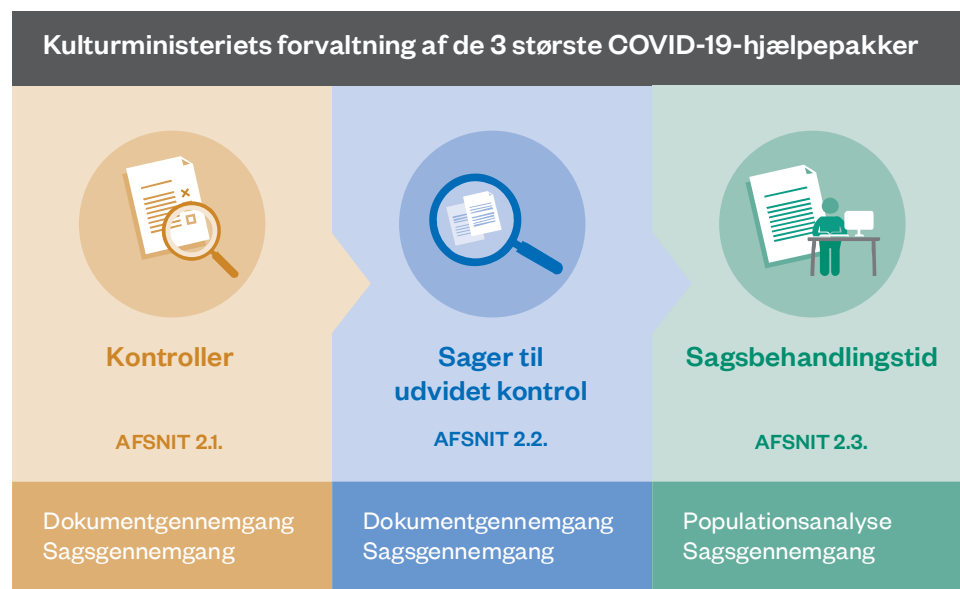 Kulturministeriets forvaltning af de 3 største COVID-19-hjælpepakker
Kontroller
AFSNIT 2.1.
Dokumentgennemgang
Sagsgennemgang
Sager til
udvidet kontrol
AFSNIT 2.2.
Dokumentgennemgang
Sagsgennemgang
Sagsbehandlingstid
AFSNIT 2.3.
Populationsanalyse
Sagsgennemgang